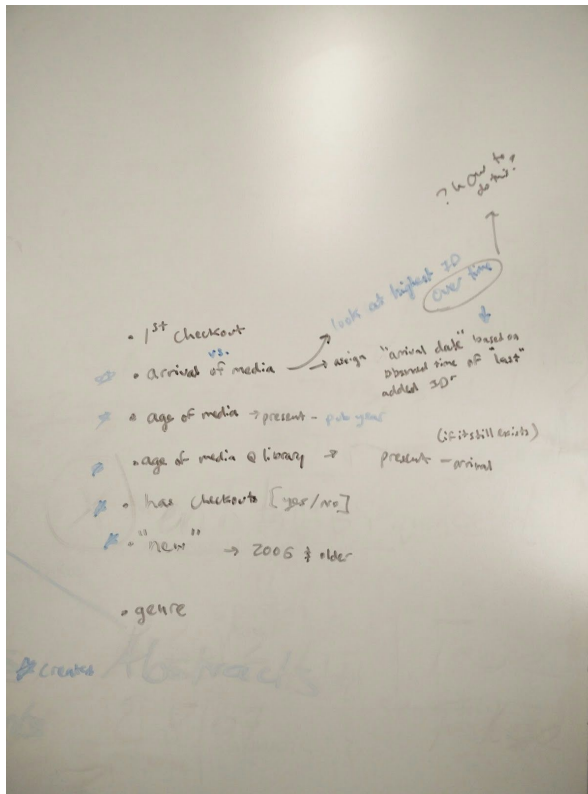 ? How to
do this?
look at highest ID
over time
• 1st checkout
vs.
• arrival of media → assign "arrival date" based on
observed time of "last"
added ID
• age of media → present - pub year
(if it still exists)
• age of media @ library → present - arrival
• has checkouts [yes/no]
• "new" → 2006 & older
• genre
created
Abstracts